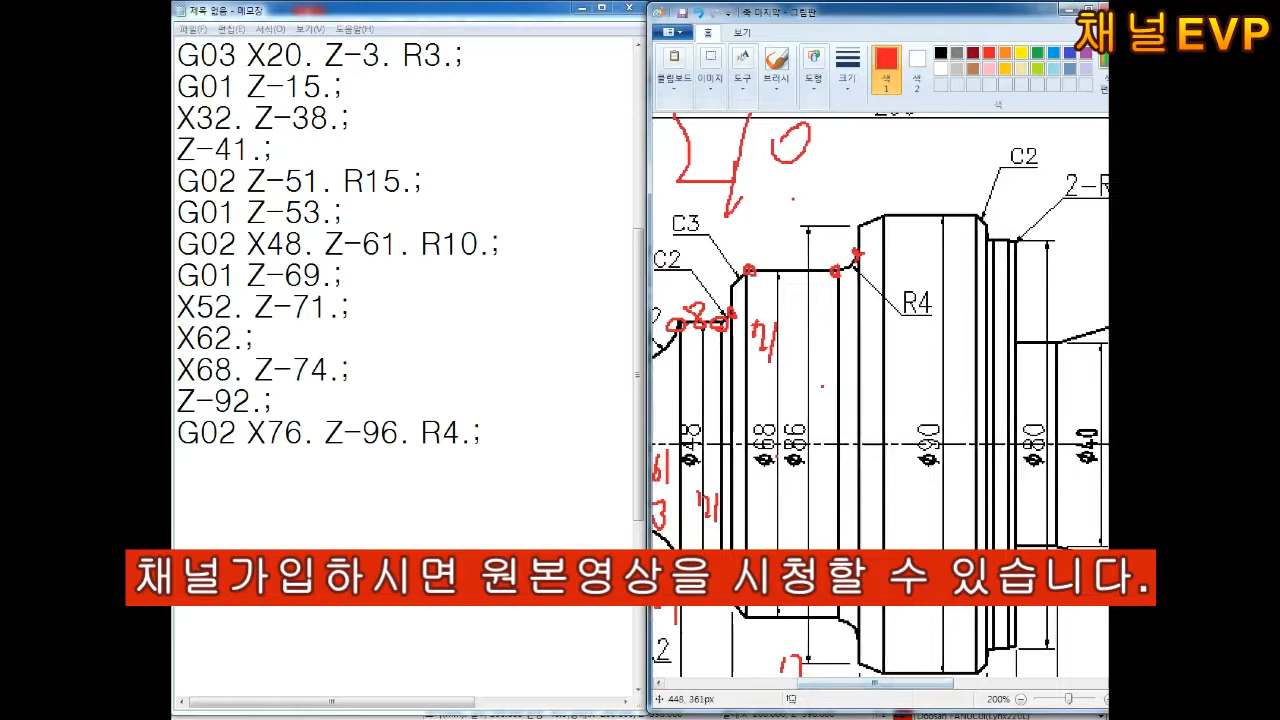 제목 없음 - 메모장
파일(F) 편집(E) 서식(O) 보기(V) 도움말(H)
G03 X20. Z-3. R3.;
G01 Z-15.;
X32. Z-38.;
Z-41.;
G02 Z-51. R15.;
G01 Z-53.;
G02 X48. Z-61. R10.;
G01 Z-69.;
X52. Z-71.;
X62.;
X68. Z-74.;
Z-92.;
G02 X76. Z-96. R4.;
축 마지막 - 그림판
홈 보기
클립보드 이미지 도구 브러시 도형 크기 색 1 색 2
색
채널EVP
C2
2-R
C3
C2
R4
φ48
φ68
φ86
φ90
φ80
φ40
채널가입하시면 원본영상을 시청할 수 있습니다.
448, 361px
200%